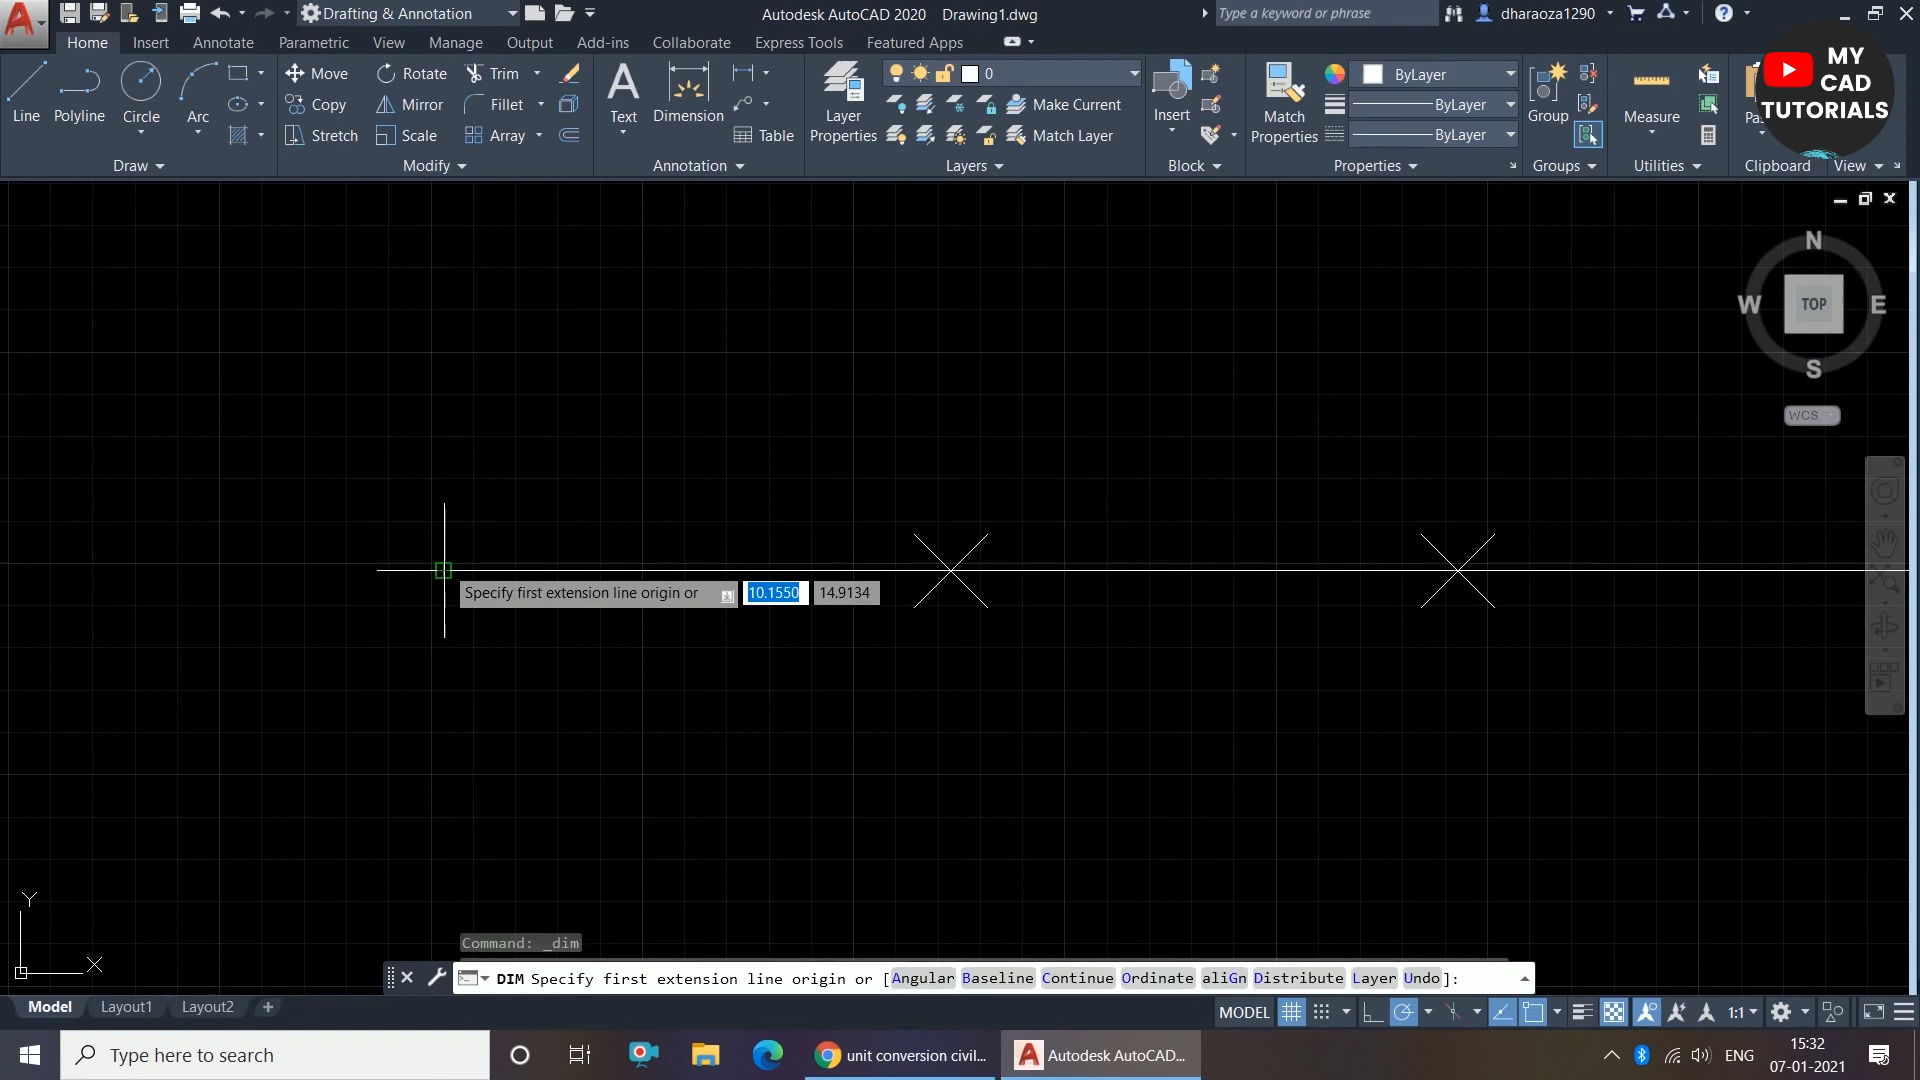 Drafting & Annotation
Autodesk AutoCAD 2020 Drawing1.dwg
Type a keyword or phrase
dharaoza1290
Home Insert Annotate Parametric View Manage Output Add-ins Collaborate Express Tools Featured Apps
Line Polyline Circle Arc
Move Rotate Trim
Copy Mirror Fillet
Stretch Scale Array
Text Dimension
Table
Layer
Properties
0
Make Current
Match Layer
Insert
Match
Properties
ByLayer
ByLayer
ByLayer
Group
Measure
MY
CAD
TUTORIALS
Draw Modify Annotation Layers Block Properties Groups Utilities Clipboard View
N
W TOP E
S
WCS
Specify first extension line origin or 10.1550 14.9134
Y
X
Command: _dim
DIM Specify first extension line origin or [Angular Baseline Continue Ordinate aliGn Distribute Layer Undo]:
Model Layout1 Layout2 +
MODEL 1:1
Type here to search
unit conversion civil...
Autodesk AutoCAD...
ENG
15:32
07-01-2021